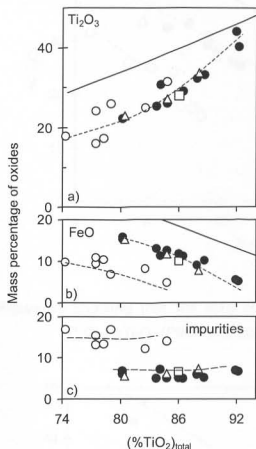 Ti₂O₃
40
20
0
a)
Mass percentage of oxides
FeO
20
10
0
b)
impurities
20
10
0
c)
74 80 86 92
(%TiO₂)total